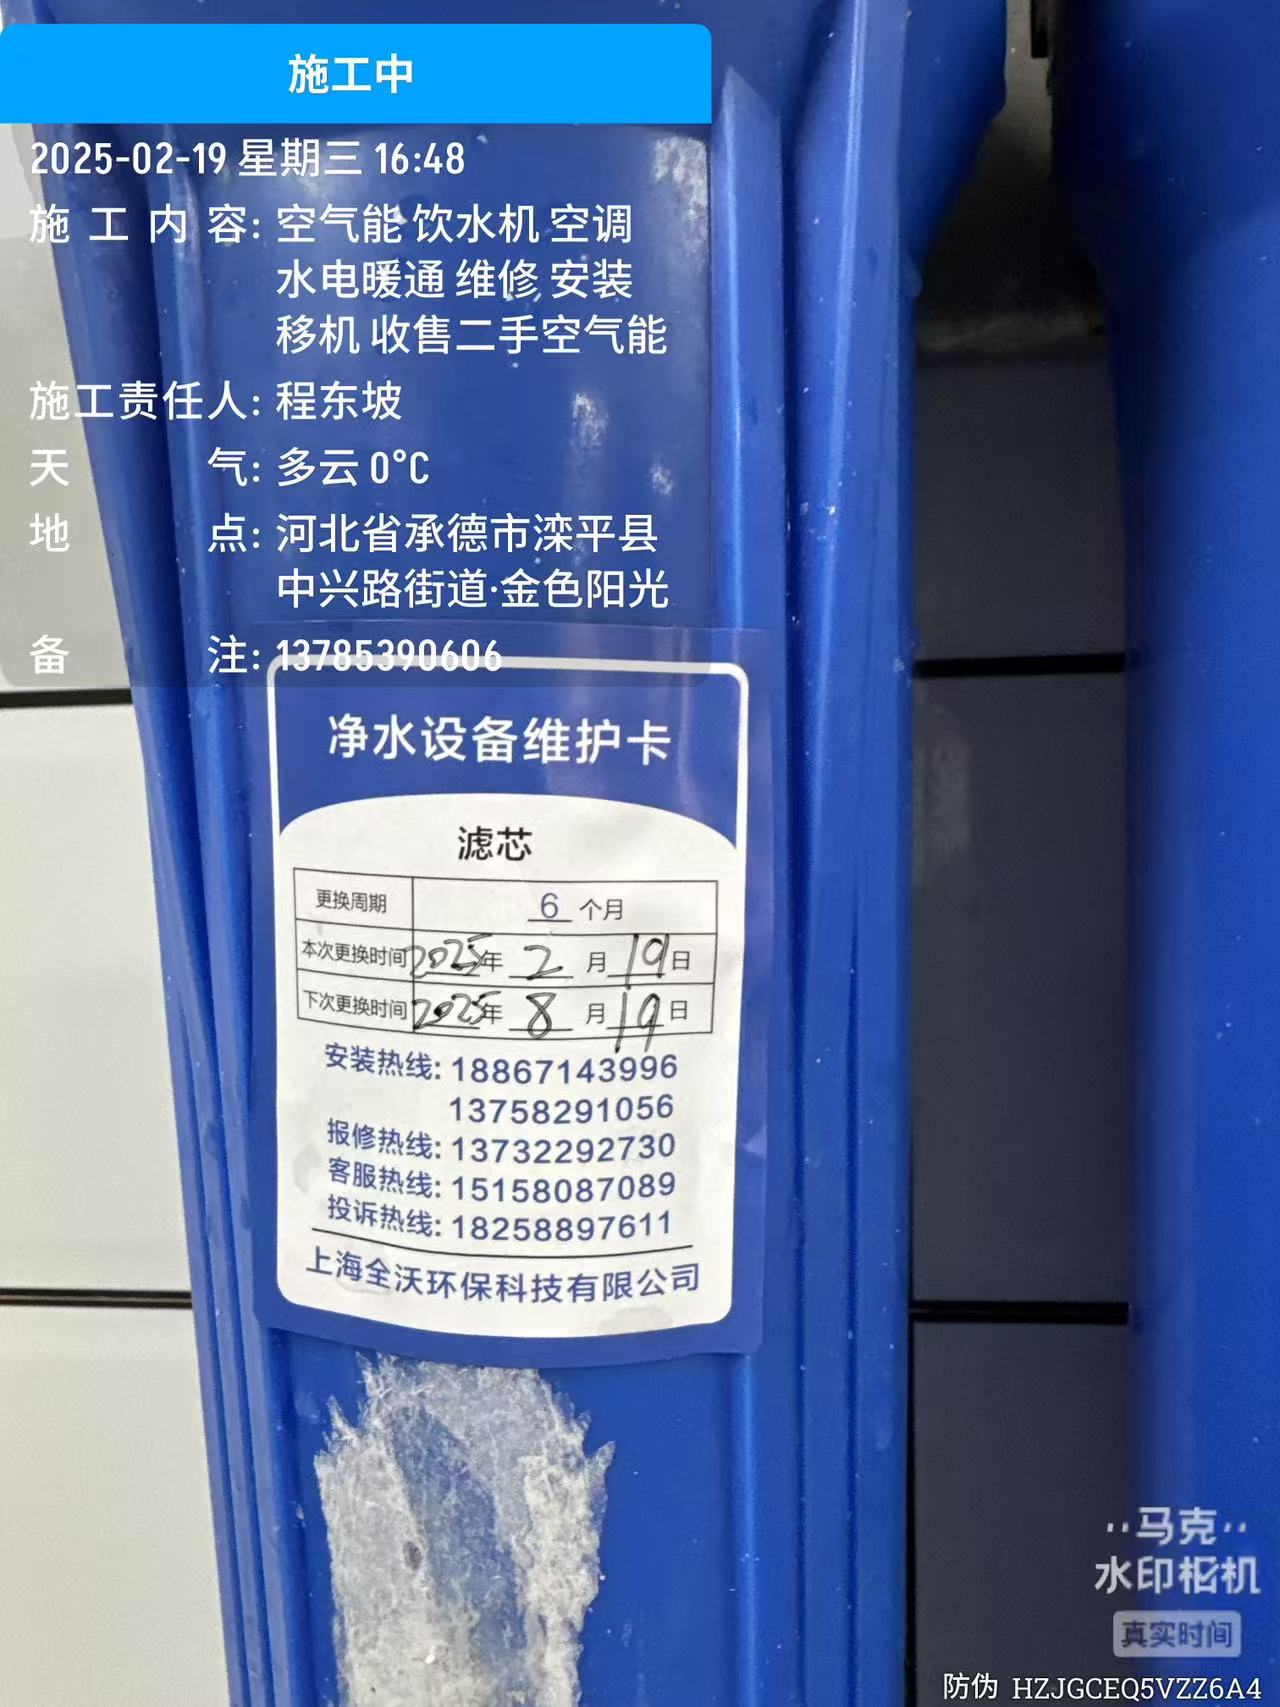 施工中
2025-02-19 星期三 16:48
施工内容: 空气能 饮水机 空调
水电暖通 维修 安装
移机 收售二手空气能
施工责任人: 程东坡
天气: 多云 0°C
地点: 河北省承德市滦平县
中兴路街道·金色阳光
备注: 13785390606
净水设备维护卡
滤芯
更换周期 6 个月
本次更换时间 2025年 2 月 19 日
下次更换时间 2025年 8 月 19 日
安装热线: 18867143996
13758291056
报修热线: 13732292730
客服热线: 15158087089
投诉热线: 18258897611
上海全沃环保科技有限公司
马克
水印相机
真实时间
防伪 HZJGCEQ5VZZ6A4